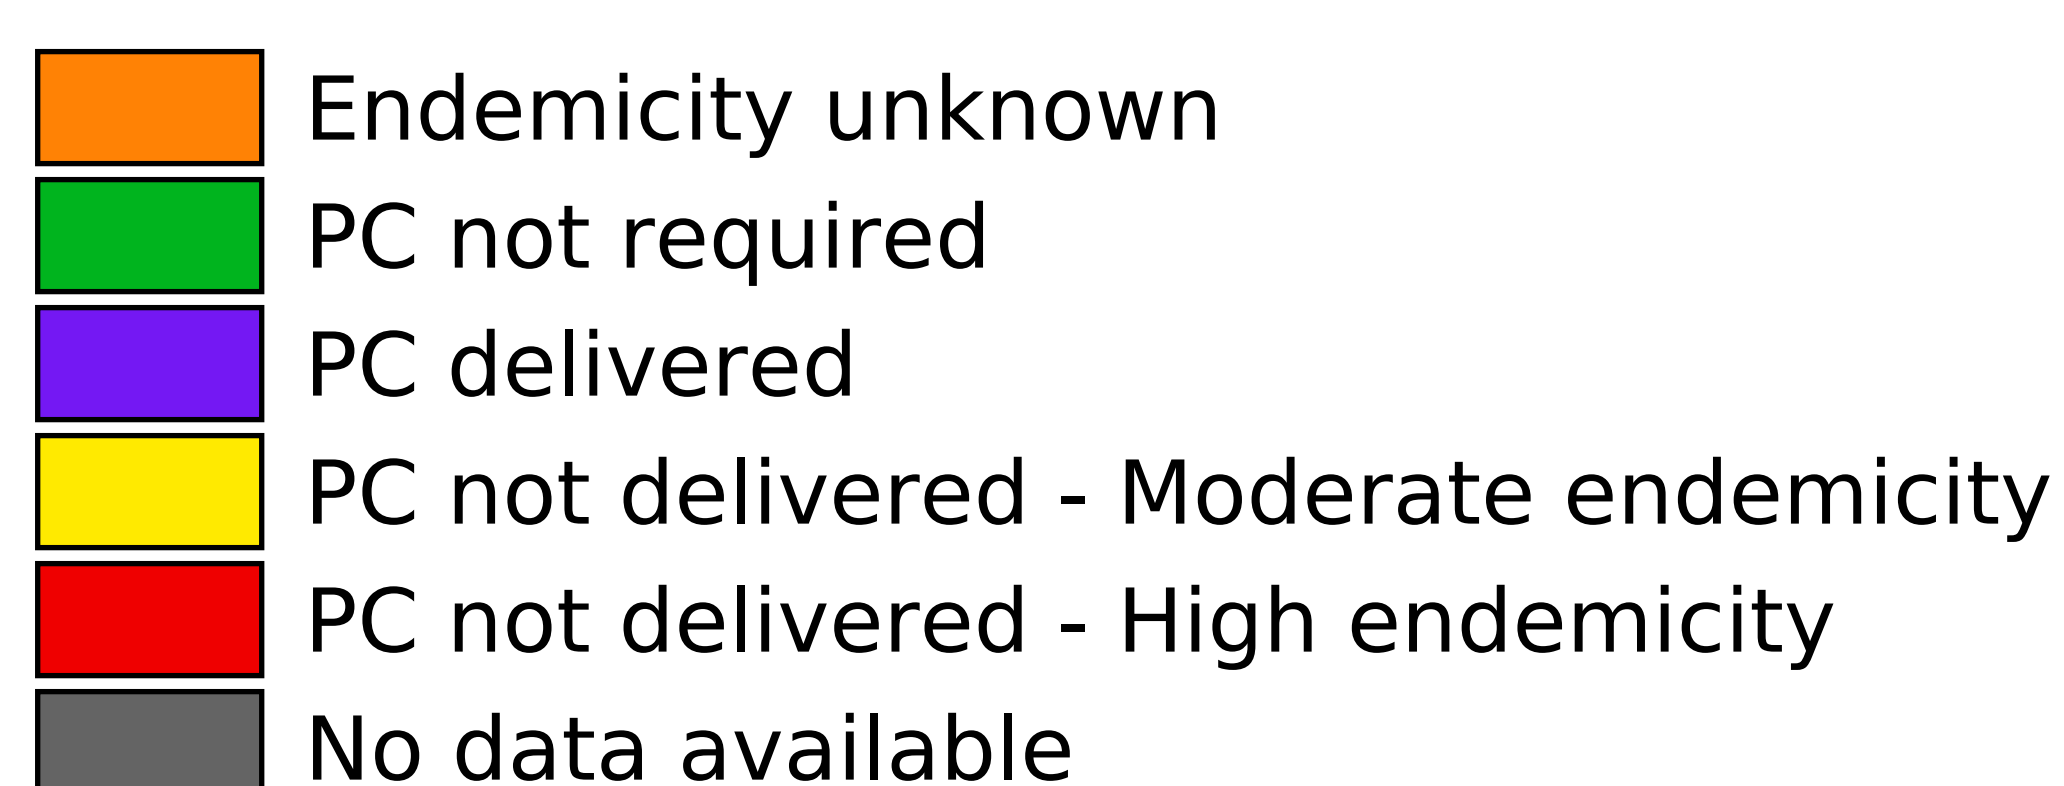 Endemicity unknown
PC not required
PC delivered
PC not delivered - Moderate endemicity
PC not delivered - High endemicity
No data available